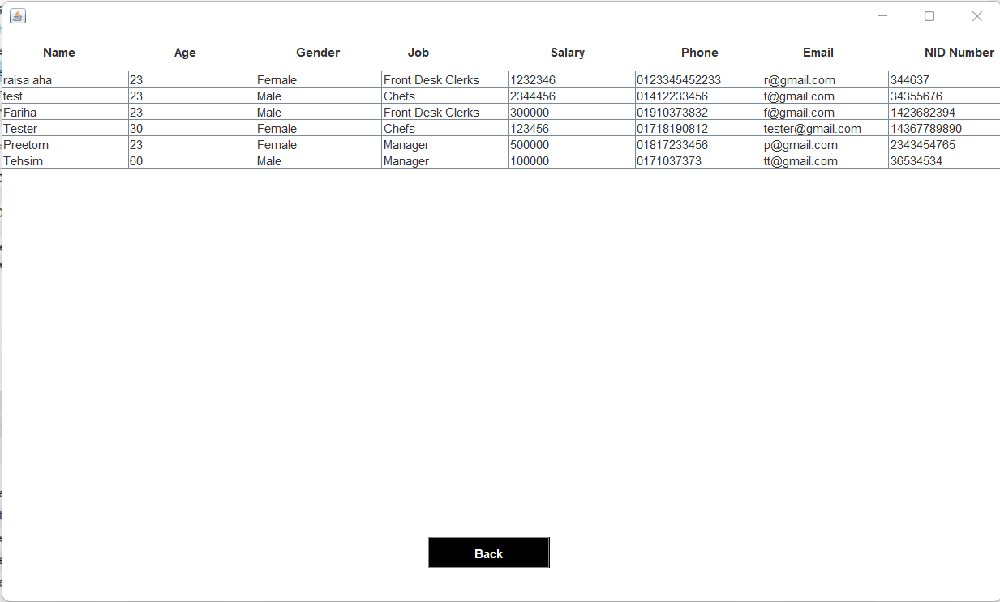 Name Age Gender Job Salary Phone Email NID Number
raisa aha 23 Female Front Desk Clerks 1232346 0123345452233 r@gmail.com 344637
test 23 Male Chefs 2344456 01412233456 t@gmail.com 34355676
Fariha 23 Male Front Desk Clerks 300000 01910373832 f@gmail.com 1423682394
Tester 30 Female Chefs 123456 01718190812 tester@gmail.com 14367789890
Preetom 23 Female Manager 500000 01817233456 p@gmail.com 2343454765
Tehsim 60 Male Manager 100000 0171037373 tt@gmail.com 36534534
Back